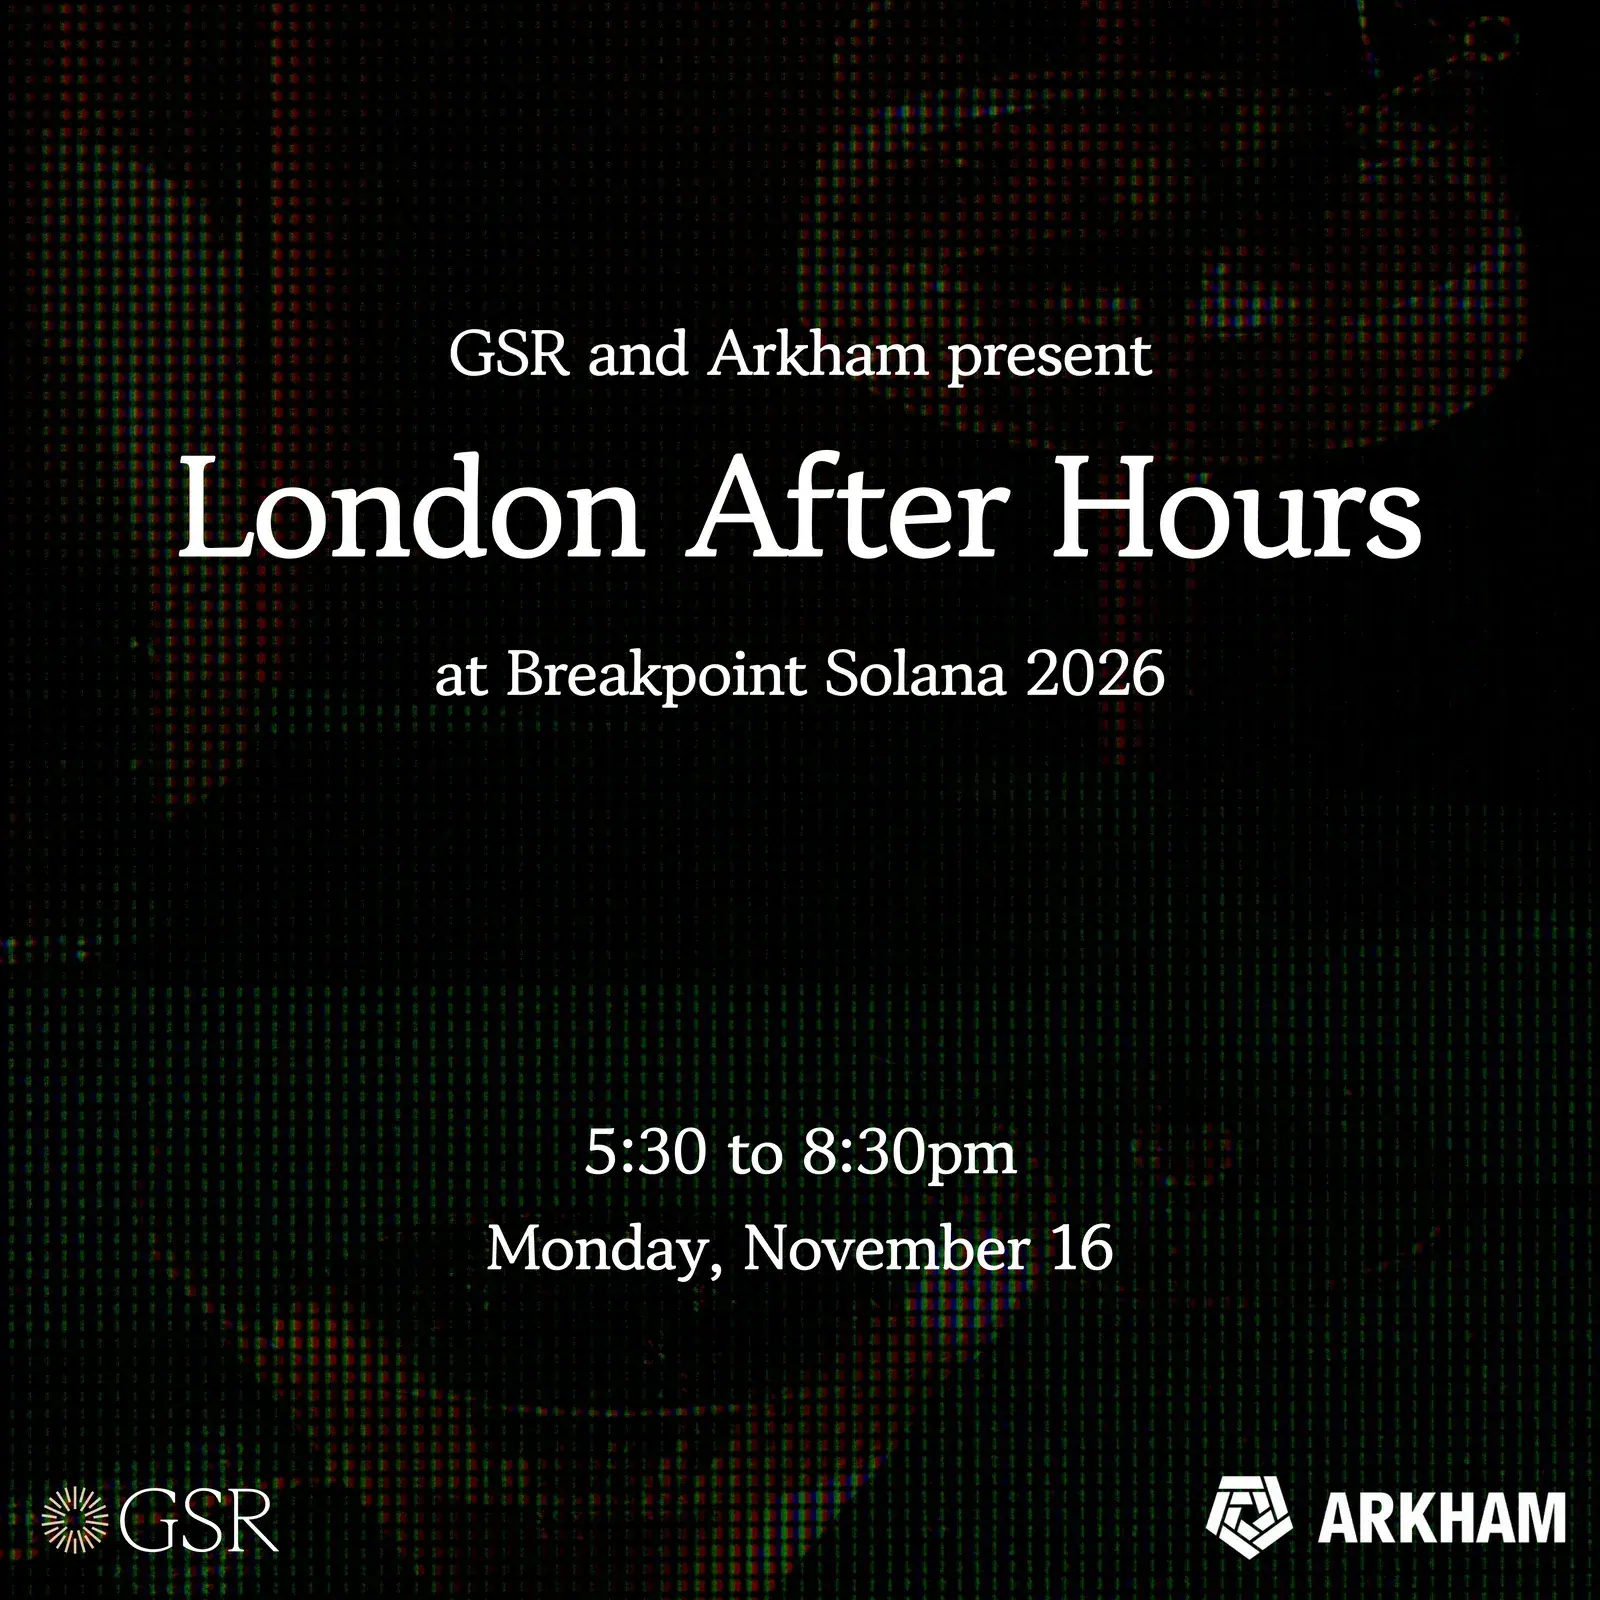 GSR and Arkham present
London After Hours
at Breakpoint Solana 2026
5:30 to 8:30pm
Monday, November 16
GSR
ARKHAM